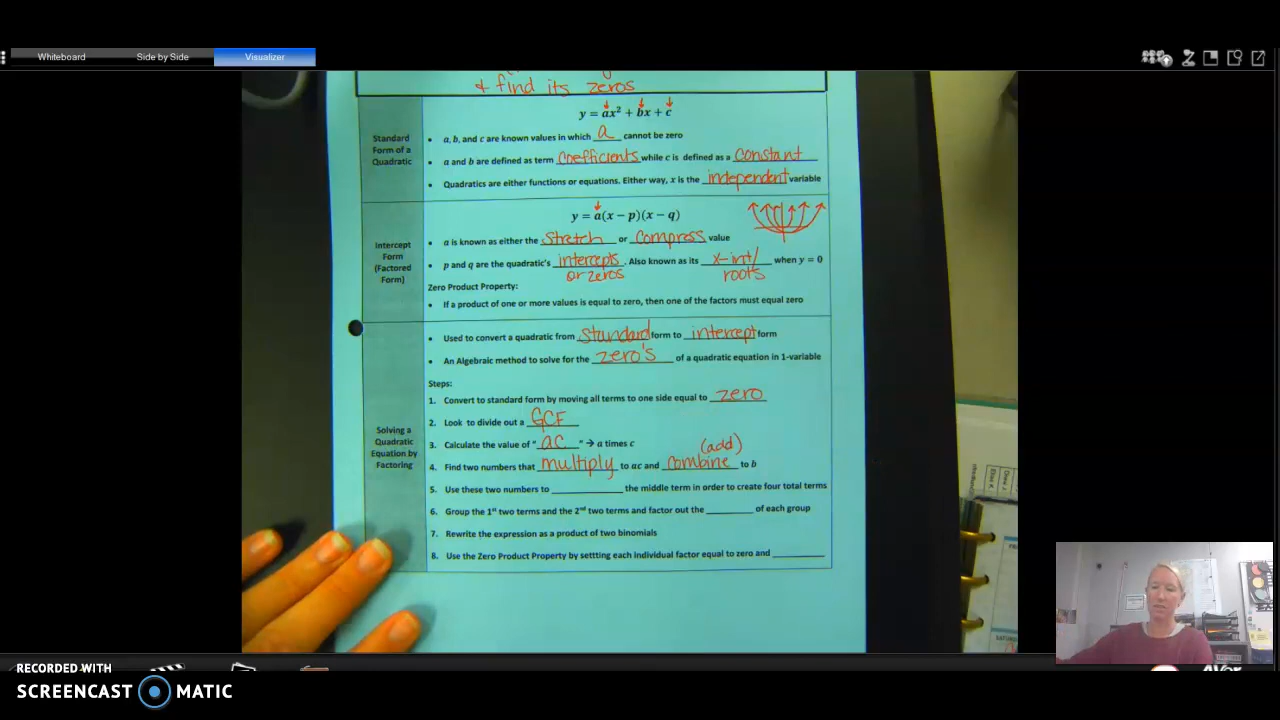 Whiteboard Side by Side Visualizer
& find its zeros
y = ax² + bx + c
Standard Form of a Quadratic
• a, b, and c are known values in which a cannot be zero
• a and b are defined as term coefficients while c is defined as a constant
• Quadratics are either functions or equations. Either way, x is the independent variable
y = a(x − p)(x − q)
Intercept Form (Factored Form)
• a is known as either the stretch or compress value
• p and q are the quadratic's intercepts or zeros. Also known as its x-int/ roots when y = 0
Zero Product Property:
• If a product of one or more values is equal to zero, then one of the factors must equal zero
Solving a Quadratic Equation by Factoring
• Used to convert a quadratic from standard form to intercept form
• An Algebraic method to solve for the zero's of a quadratic equation in 1-variable
Steps:
1. Convert to standard form by moving all terms to one side equal to zero
2. Look to divide out a GCF
3. Calculate the value of "ac" → a times c
(add)
4. Find two numbers that multiply to ac and combine to b
5. Use these two numbers to ________ the middle term in order to create four total terms
6. Group the 1st two terms and the 2nd two terms and factor out the ________ of each group
7. Rewrite the expression as a product of two binomials
8. Use the Zero Product Property by settting each individual factor equal to zero and ________
RECORDED WITH
SCREENCAST MATIC